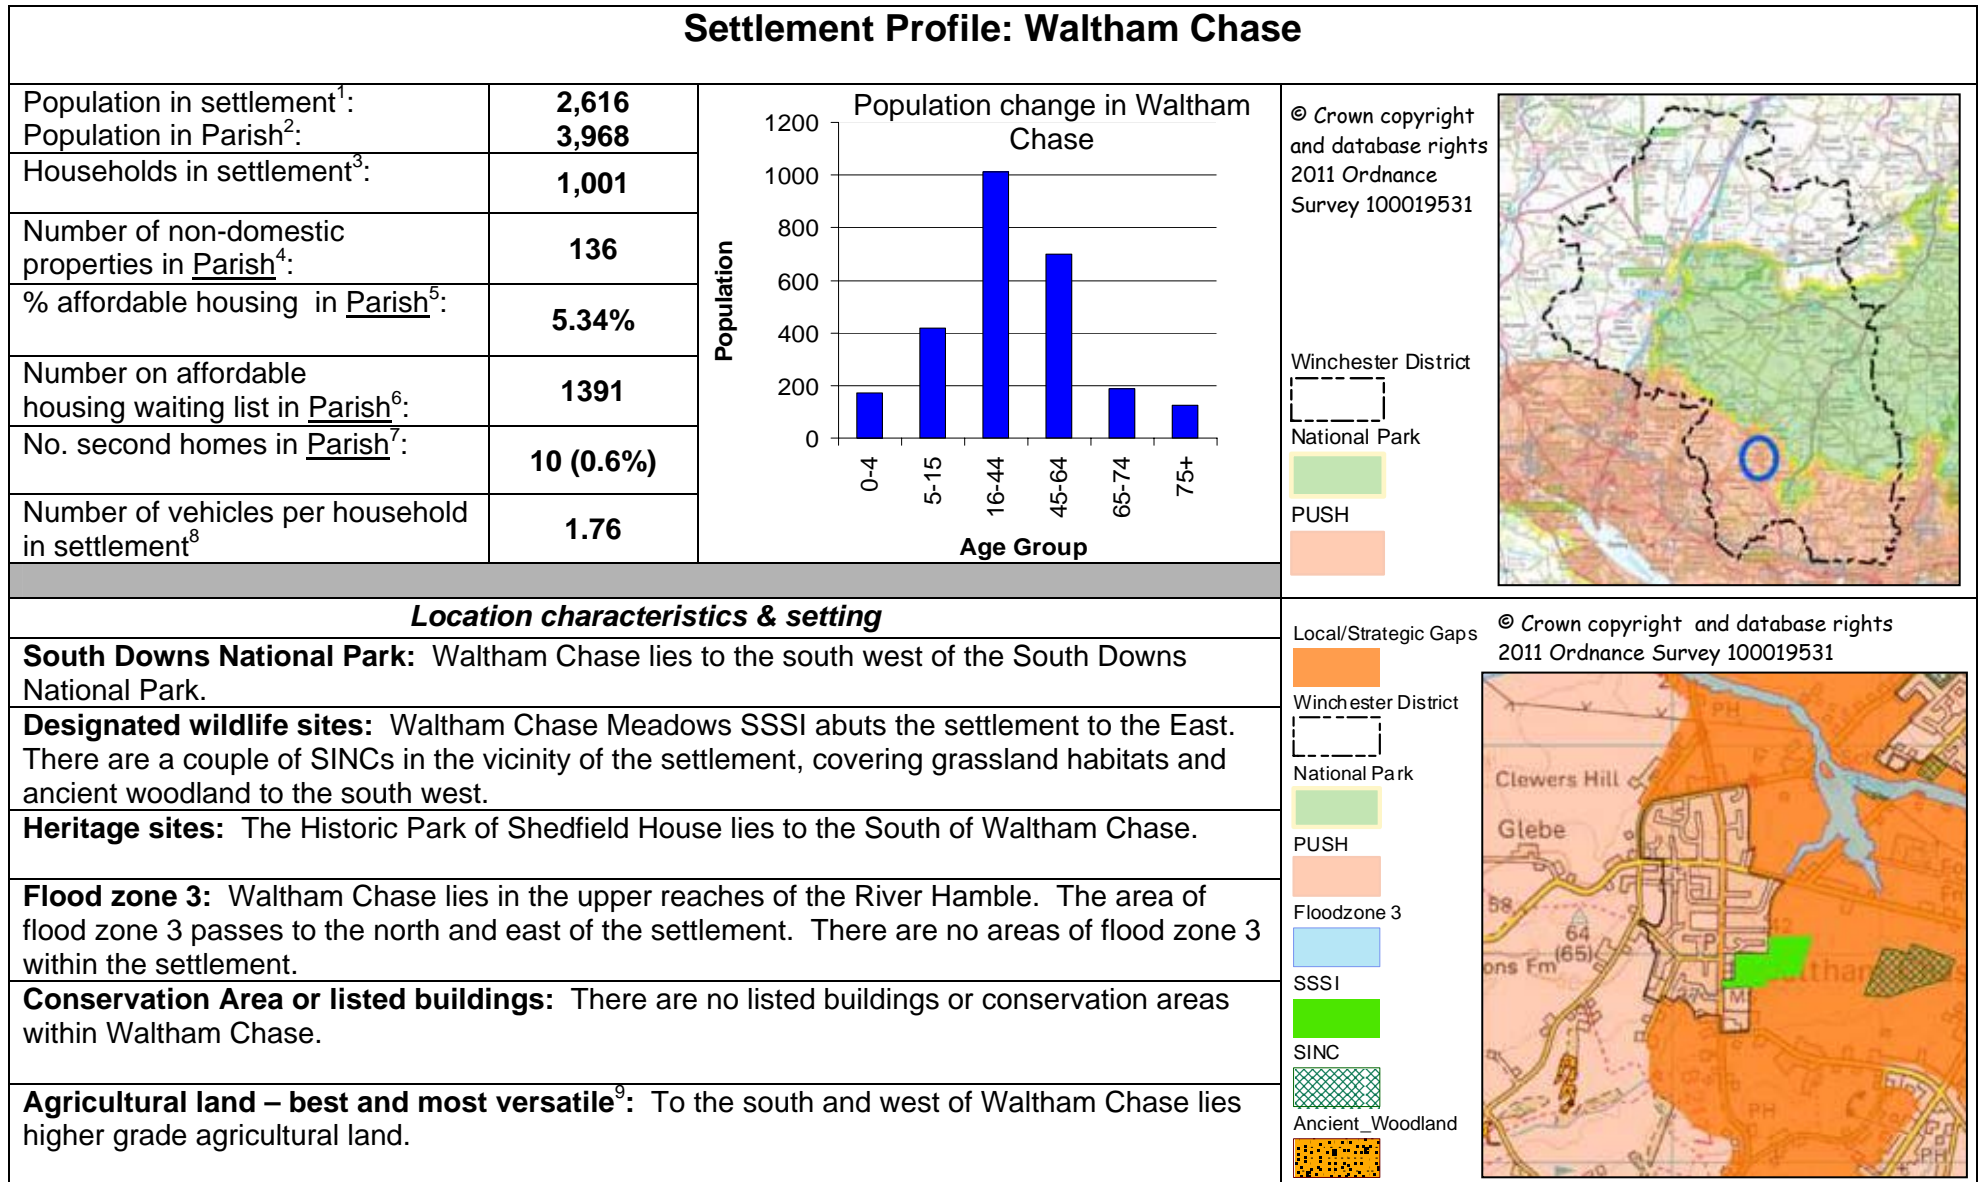 Settlement Profile: Waltham Chase
Population in settlement¹:
2,616
Population in Parish²:
3,968
Households in settlement³:
1,001
Number of non-domestic
properties in Parish⁴:
136
% affordable housing in Parish⁵:
5.34%
Number on affordable
housing waiting list in Parish⁶:
1391
No. second homes in Parish⁷:
10 (0.6%)
Number of vehicles per household
in settlement⁸
1.76
Population change in Waltham
Chase
Population
1200
1000
800
600
400
200
0
0-4
5-15
16-44
45-64
65-74
75+
Age Group
© Crown copyright
and database rights
2011 Ordnance
Survey 100019531
Winchester District
National Park
PUSH
Location characteristics & setting
South Downs National Park: Waltham Chase lies to the south west of the South Downs
National Park.
Designated wildlife sites: Waltham Chase Meadows SSSI abuts the settlement to the East.
There are a couple of SINCs in the vicinity of the settlement, covering grassland habitats and
ancient woodland to the south west.
Heritage sites: The Historic Park of Shedfield House lies to the South of Waltham Chase.
Flood zone 3: Waltham Chase lies in the upper reaches of the River Hamble. The area of
flood zone 3 passes to the north and east of the settlement. There are no areas of flood zone 3
within the settlement.
Conservation Area or listed buildings: There are no listed buildings or conservation areas
within Waltham Chase.
Agricultural land – best and most versatile⁹: To the south and west of Waltham Chase lies
higher grade agricultural land.
Local/Strategic Gaps
Winchester District
National Park
PUSH
Floodzone 3
SSSI
SINC
Ancient_Woodland
© Crown copyright and database rights
2011 Ordnance Survey 100019531
PH
Clewers Hill
Glebe
58
64
(65)
12
P
ons Fm
ltham
M
PH
PH